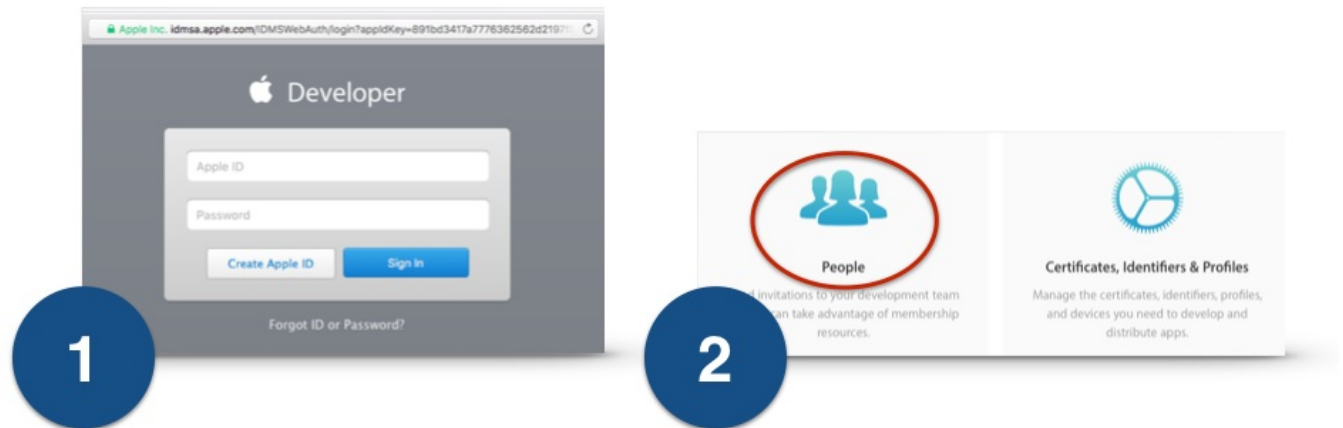 Apple Inc. idmsa.apple.com/IDMSWebAuth/login?appIdKey=891bd3417a7776362562d2197
Developer
Apple ID
Password
Create Apple ID
Sign In
Forgot ID or Password?
1
People
invitations to your development team
can take advantage of membership
resources.
Certificates, Identifiers & Profiles
Manage the certificates, identifiers, profiles,
and devices you need to develop and
distribute apps.
2